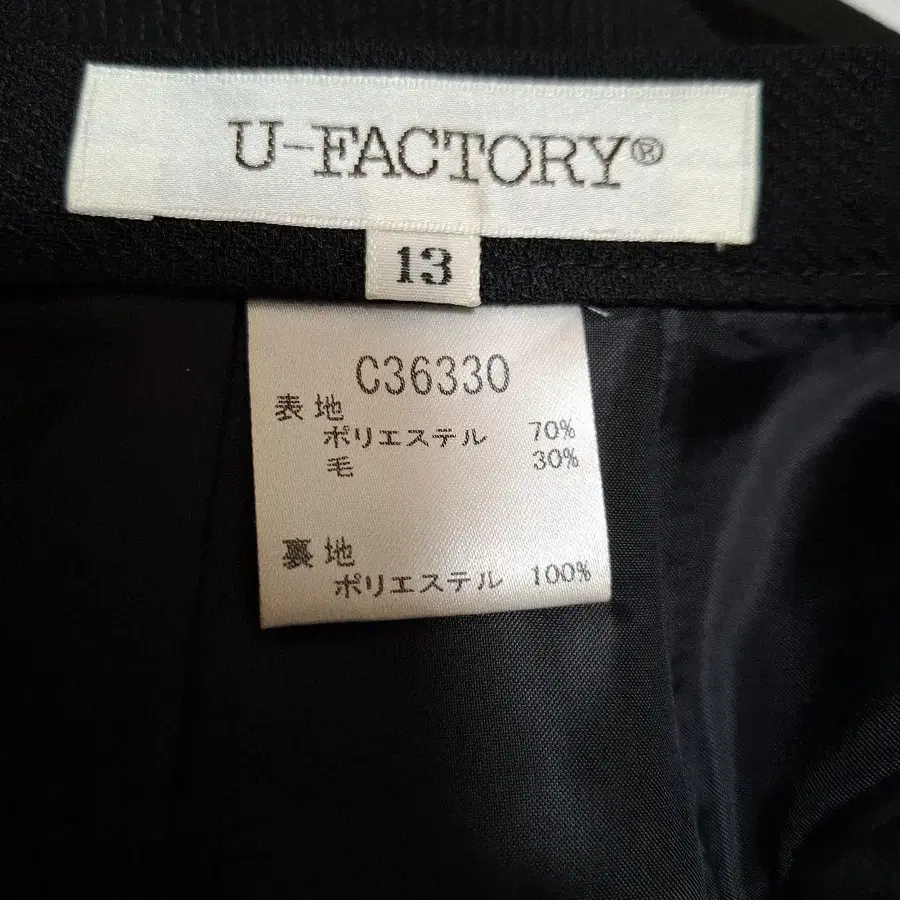 U-FACTORY®
13
C36330
表地
ポリエステル 70%
毛 30%
裏地
ポリエステル 100%